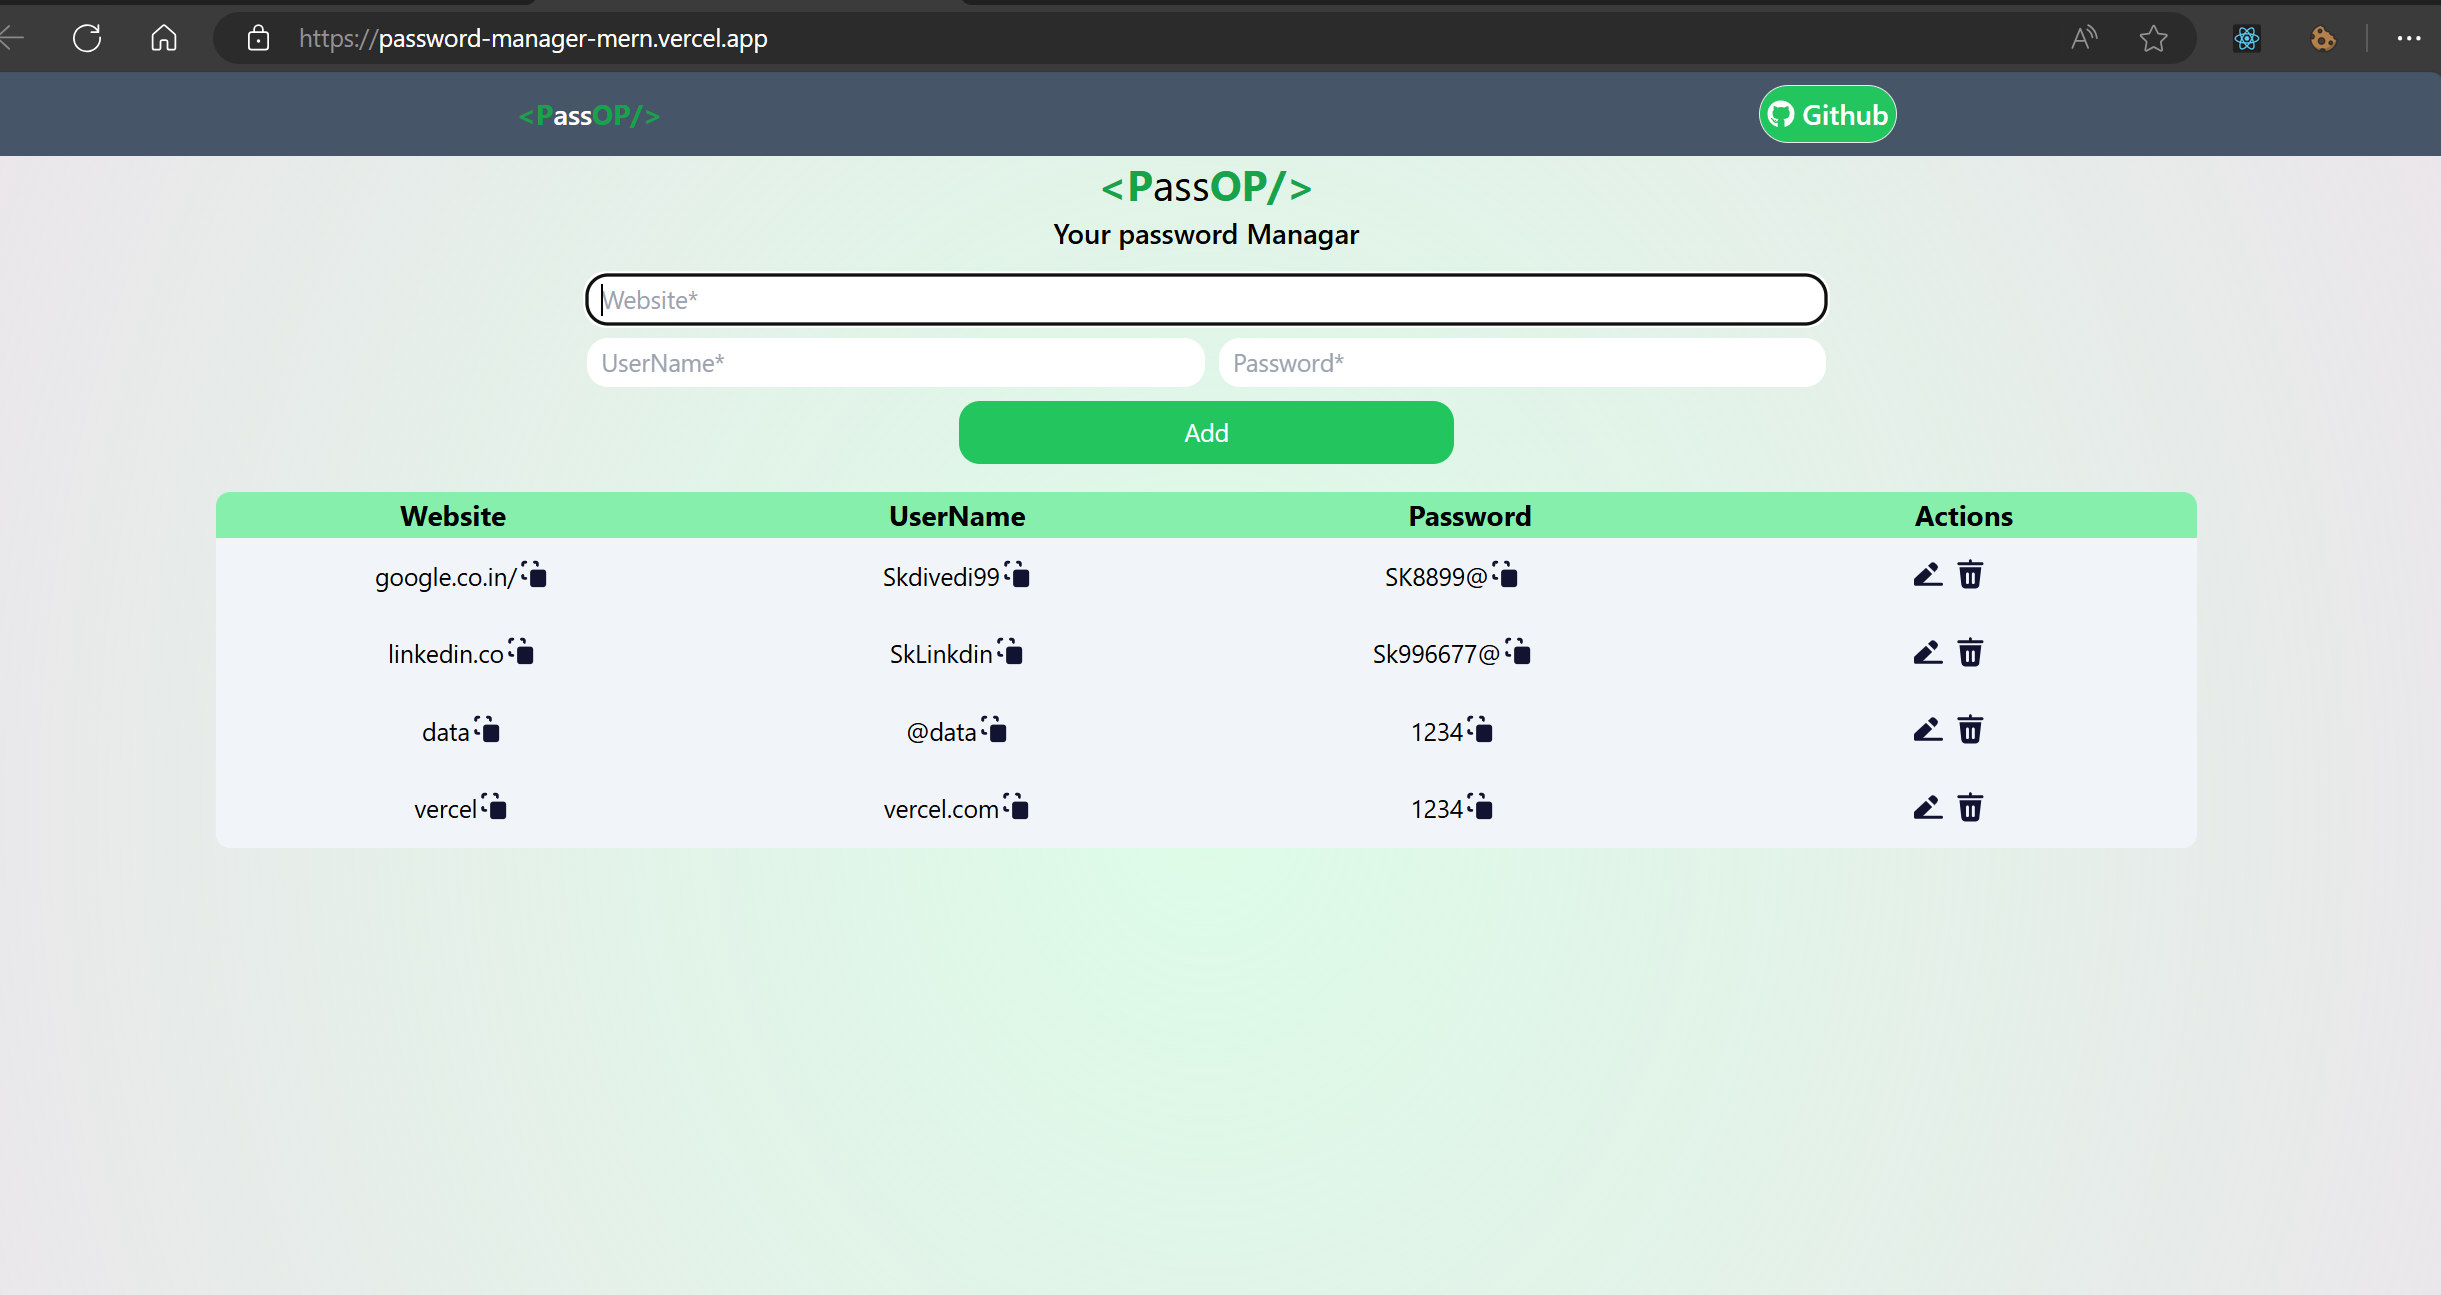 https://password-manager-mern.vercel.app
<PassOP/>
Github
<PassOP/>
Your password Managar
Website*
UserName* Password*
Add
Website UserName Password Actions
google.co.in/ Skdivedi99 SK8899@
linkedin.co SkLinkdin Sk996677@
data @data 1234
vercel vercel.com 1234